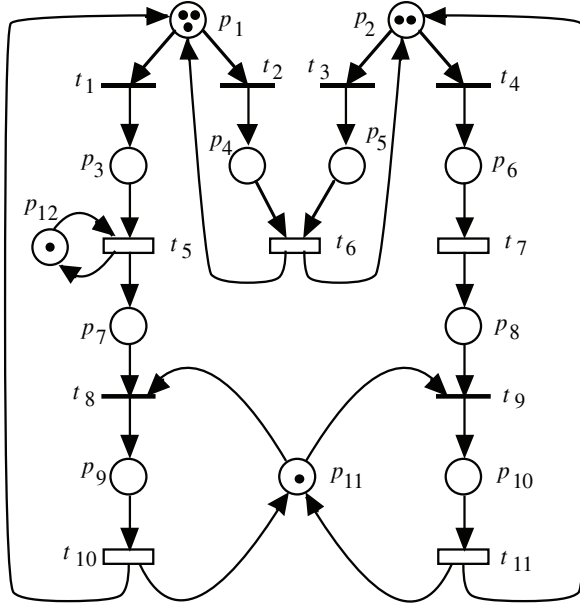 p1 p2
t1 t2 t3 t4
p3 p4 p5 p6
p12
t5 t6 t7
p7 p8
t8 t9
p9 p11 p10
t10 t11